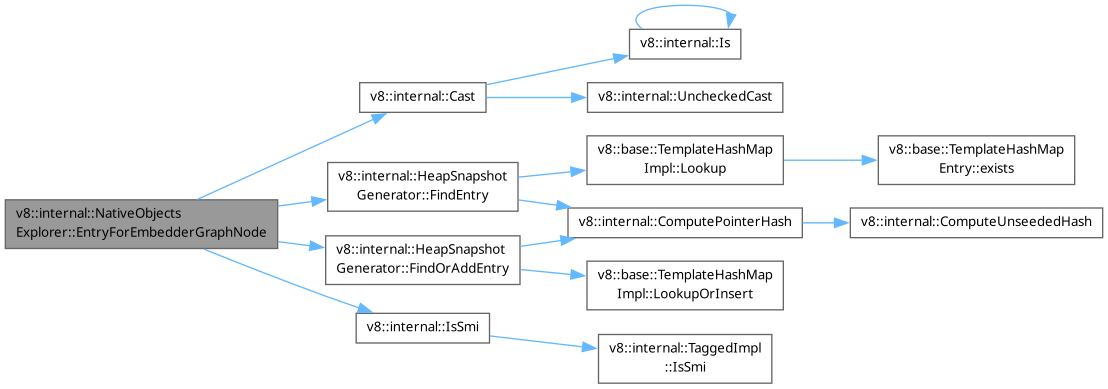 v8::internal::NativeObjects
Explorer::EntryForEmbedderGraphNode
v8::internal::Cast
v8::internal::Is
v8::internal::UncheckedCast
v8::internal::HeapSnapshot
Generator::FindEntry
v8::base::TemplateHashMap
Impl::Lookup
v8::base::TemplateHashMap
Entry::exists
v8::internal::ComputePointerHash
v8::internal::ComputeUnseededHash
v8::internal::HeapSnapshot
Generator::FindOrAddEntry
v8::base::TemplateHashMap
Impl::LookupOrInsert
v8::internal::IsSmi
v8::internal::TaggedImpl
::IsSmi